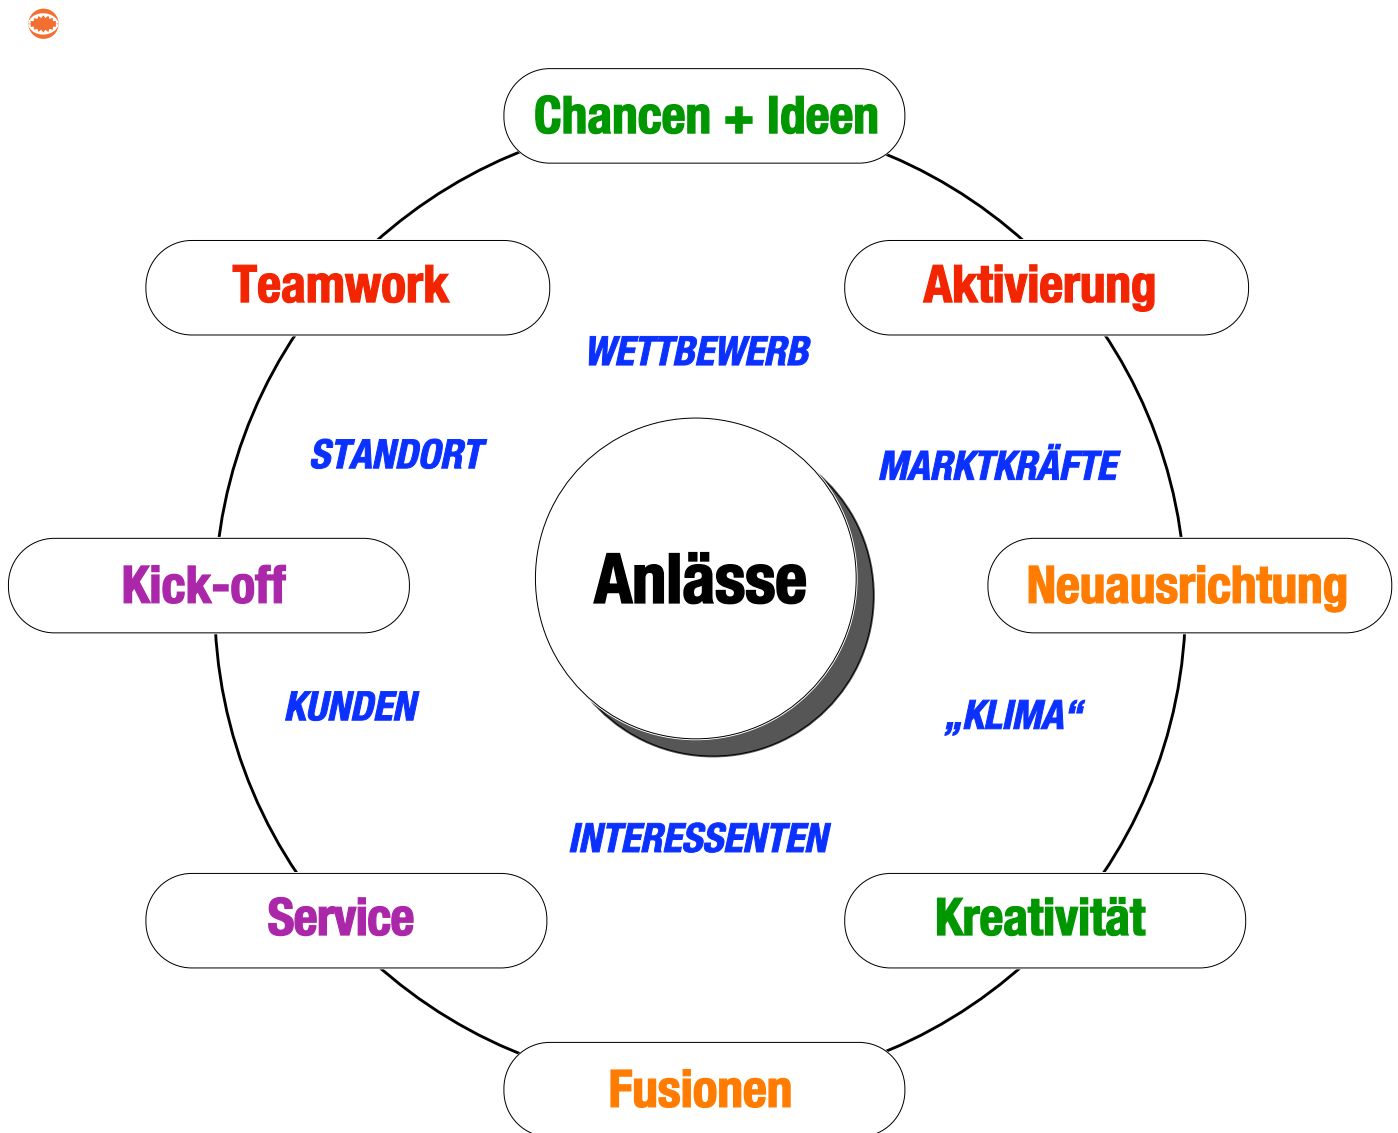 Chancen + Ideen
Teamwork
Aktivierung
WETTBEWERB
STANDORT
MARKTKRÄFTE
Anlässe
Kick-off
Neuausrichtung
KUNDEN
„KLIMA“
INTERESSENTEN
Service
Kreativität
Fusionen